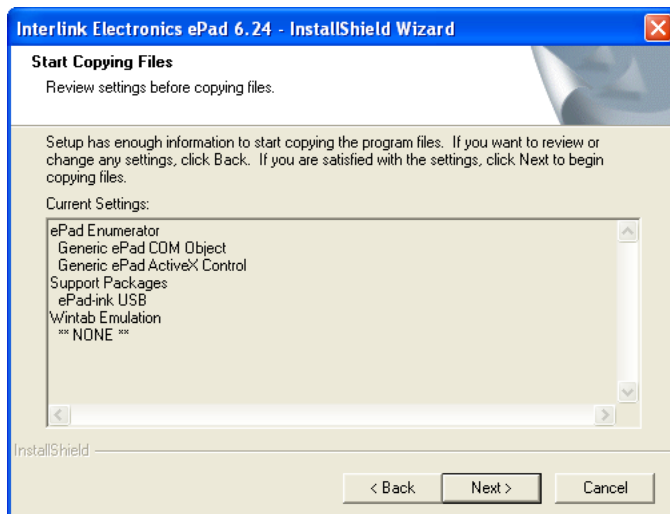 Interlink Electronics ePad 6.24 - InstallShield Wizard
Start Copying Files
Review settings before copying files.
Setup has enough information to start copying the program files.  If you want to review or
change any settings, click Back.  If you are satisfied with the settings, click Next to begin
copying files.
Current Settings:
ePad Enumerator
Generic ePad COM Object
Generic ePad ActiveX Control
Support Packages
ePad-ink USB
Wintab Emulation
** NONE **
InstallShield
< Back
Next >
Cancel